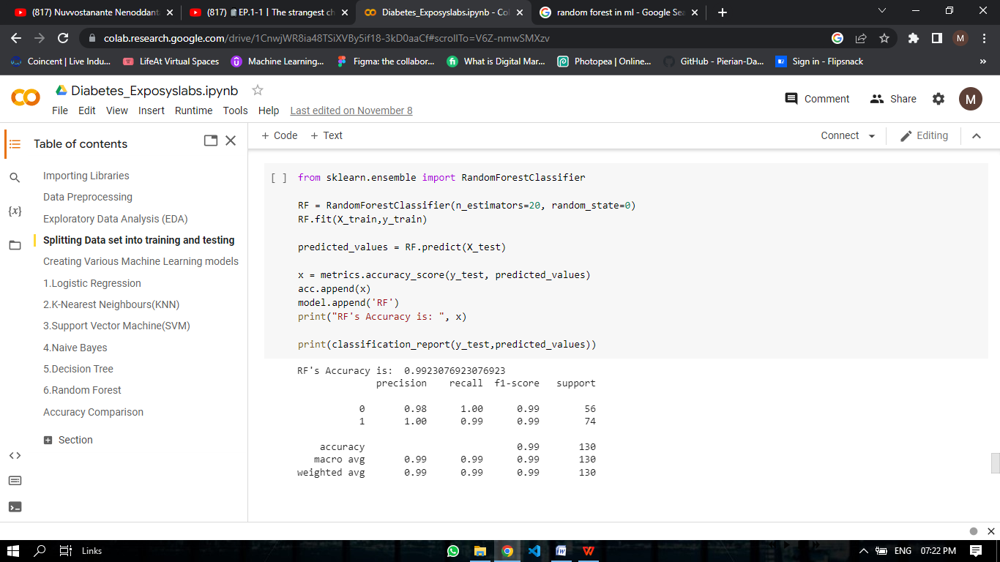 (817) Nuvvostanante Nenoddant
(817) EP.1-1 | The strangest ch
Diabetes_Exposyslabs.ipynb - Co
random forest in ml - Google Sea
colab.research.google.com/drive/1CnwjWR8ia48TSiXVBy5if18-3kD0aaCf#scrollTo=V6Z-nmwSMXzv
M
Coincent | Live Indu...
LifeAt Virtual Spaces
Machine Learning...
Figma: the collabor...
What is Digital Mar...
Photopea | Online...
GitHub - Pierian-Da...
Sign in - Flipsnack
»
Diabetes_Exposyslabs.ipynb
File Edit View Insert Runtime Tools Help Last edited on November 8
Comment
Share
M
Table of contents
+ Code + Text
Connect
Editing
Importing Libraries
Data Preprocessing
Exploratory Data Analysis (EDA)
Splitting Data set into training and testing
Creating Various Machine Learning models
1.Logistic Regression
2.K-Nearest Neighbours(KNN)
3.Support Vector Machine(SVM)
4.Naive Bayes
5.Decision Tree
6.Random Forest
Accuracy Comparison
Section
{x}
<>
[ ] from sklearn.ensemble import RandomForestClassifier
RF = RandomForestClassifier(n_estimators=20, random_state=0)
RF.fit(X_train,y_train)
predicted_values = RF.predict(X_test)
x = metrics.accuracy_score(y_test, predicted_values)
acc.append(x)
model.append('RF')
print("RF's Accuracy is: ", x)
print(classification_report(y_test,predicted_values))
RF's Accuracy is:  0.9923076923076923
precision recall f1-score support
0 0.98 1.00 0.99 56
1 1.00 0.99 0.99 74
accuracy 0.99 130
macro avg 0.99 0.99 0.99 130
weighted avg 0.99 0.99 0.99 130
Links
ENG
07:22 PM